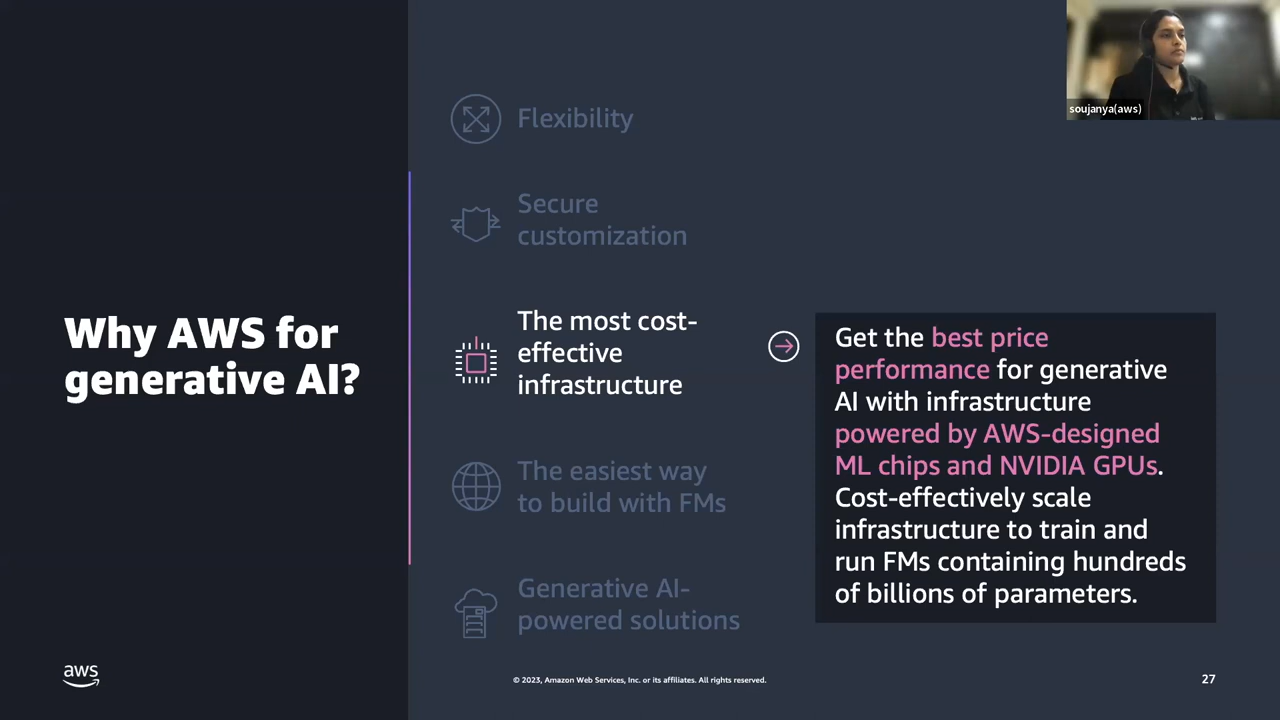 soujanya(aws)
Why AWS for
generative AI?
Flexibility
Secure
customization
The most cost-
effective
infrastructure
The easiest way
to build with FMs
Generative AI-
powered solutions
Get the best price
performance for generative
AI with infrastructure
powered by AWS-designed
ML chips and NVIDIA GPUs.
Cost-effectively scale
infrastructure to train and
run FMs containing hundreds
of billions of parameters.
aws
© 2023, Amazon Web Services, Inc. or its affiliates. All rights reserved.
27